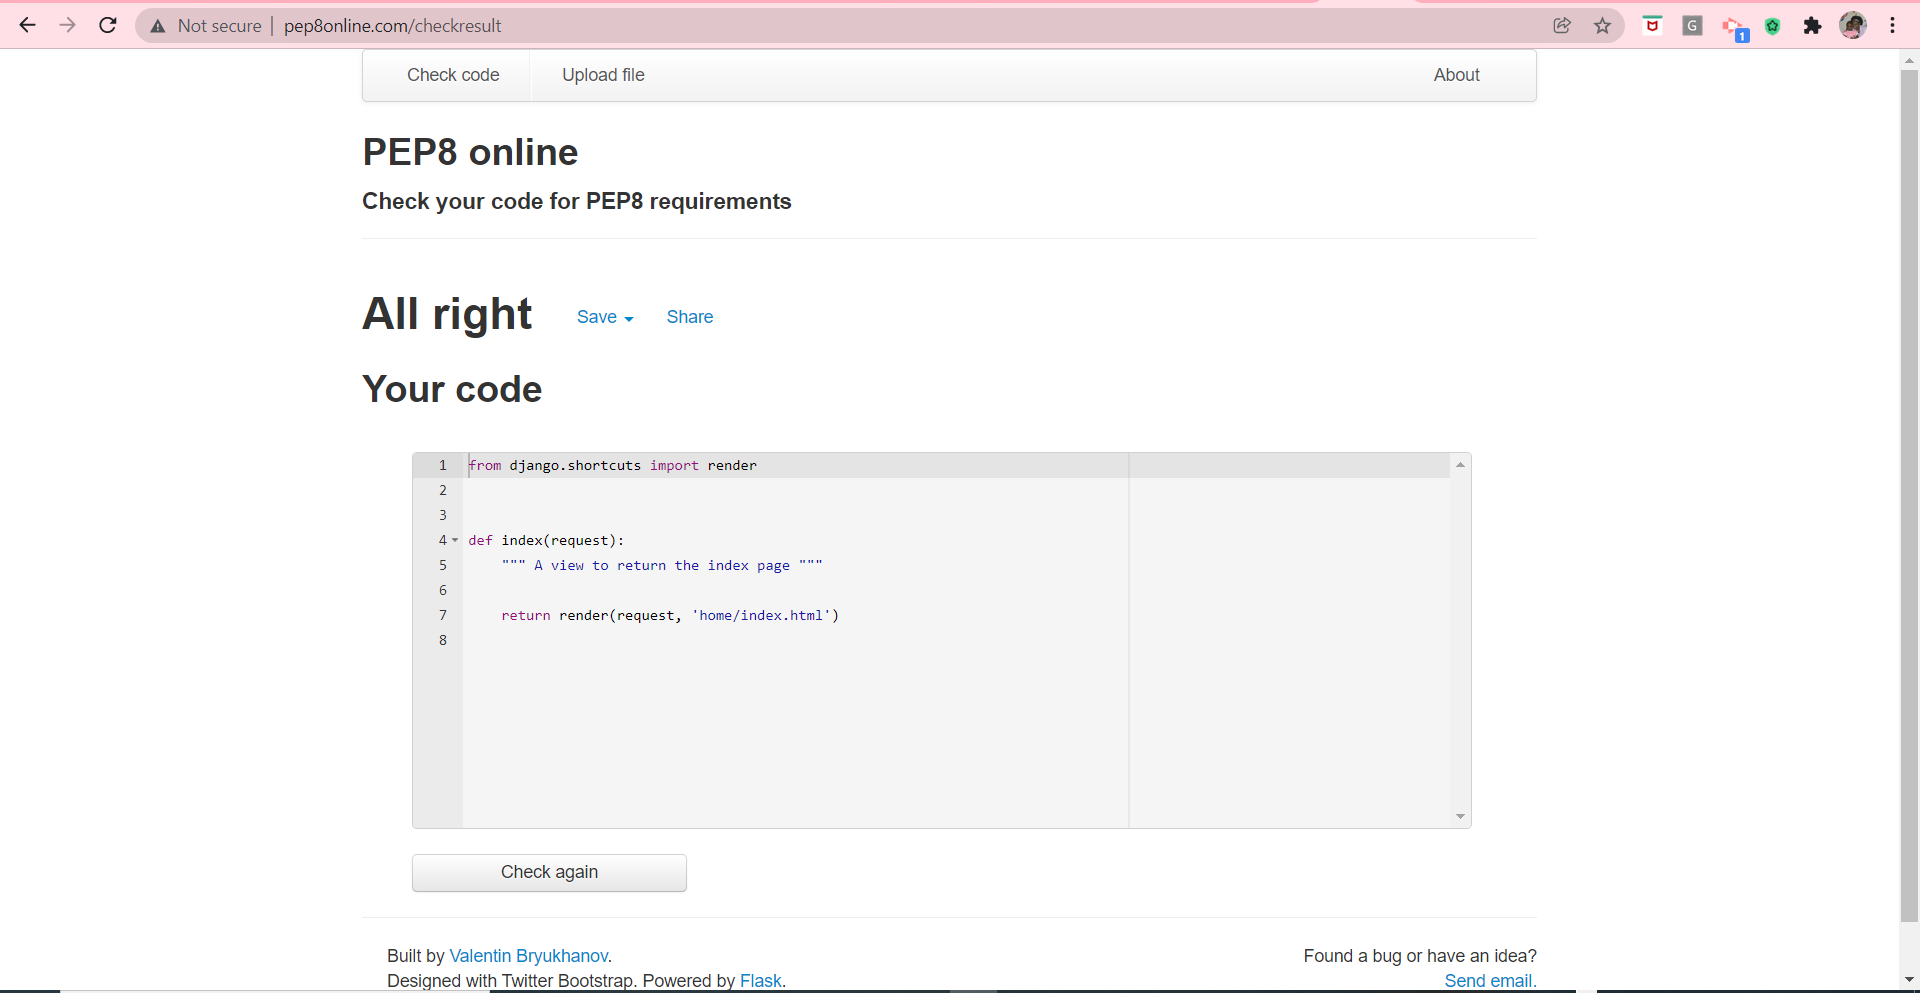 Not secure | pep8online.com/checkresult
G
1
Check code Upload file About
PEP8 online
Check your code for PEP8 requirements
All right Save Share
Your code
1 from django.shortcuts import render
2
3
4 def index(request):
5     """ A view to return the index page """
6
7     return render(request, 'home/index.html')
8
Check again
Built by Valentin Bryukhanov. Found a bug or have an idea?
Designed with Twitter Bootstrap. Powered by Flask. Send email.